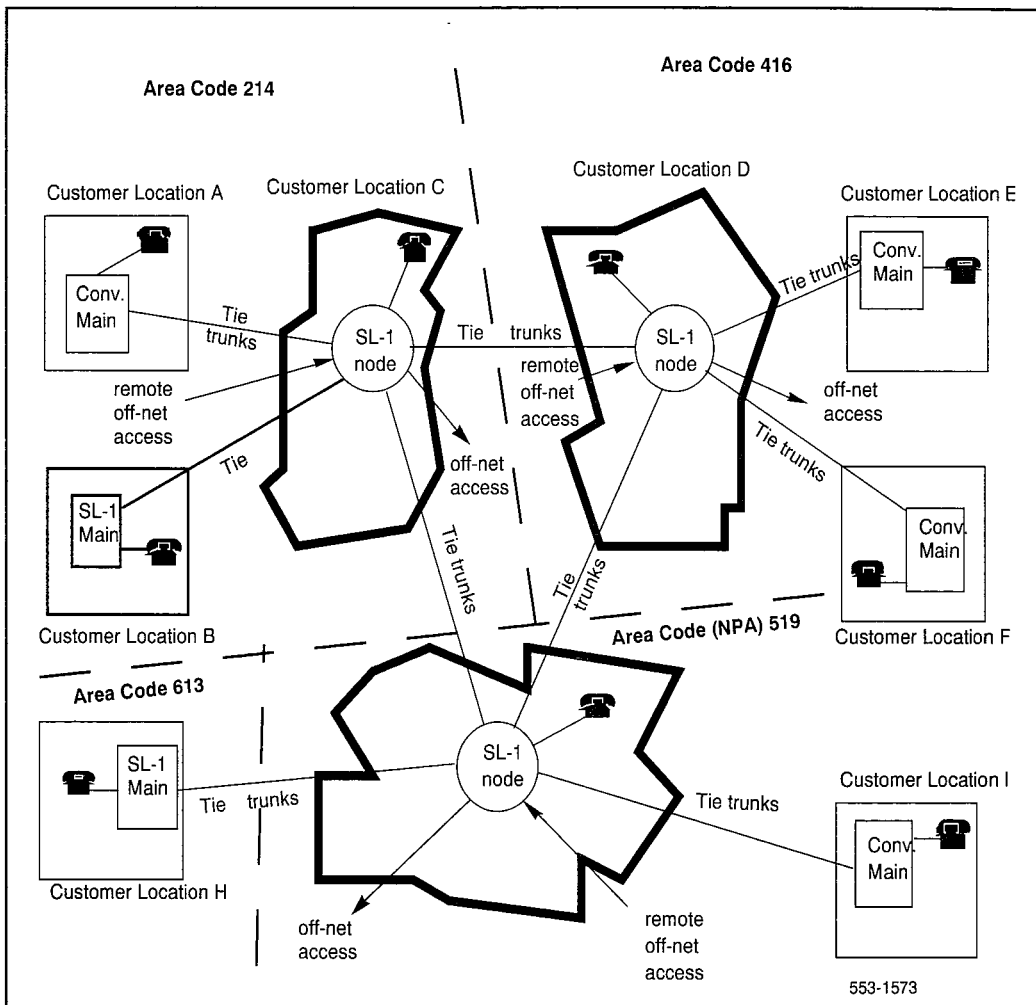 Area Code 214
Area Code 416
Customer Location A
Customer Location C
Customer Location D
Customer Location E
Conv.
Main
Tie
trunks
SL-1
node
Tie trunks
SL-1
node
Tie trunks
Conv.
Main
remote
off-net
access
remote
off-net
access
off-net
access
off-net
access
Tie
Tie trunks
SL-1
Main
Conv.
Main
Tie trunks
Tie
trunks
Customer Location B
Customer Location F
Area Code (NPA) 519
Area Code 613
SL-1
Main
Tie trunks
SL-1
node
Tie trunks
Customer Location I
Conv.
Main
Customer Location H
off-net
access
remote
off-net
access
553-1573